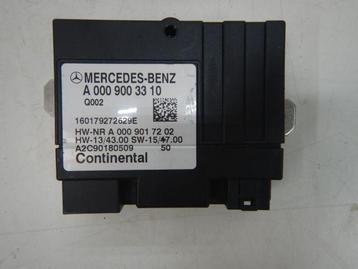 MERCEDES-BENZ
A 000 900 33 10
Q002
160179272629E
HW-NR A 000 901 72 02
HW-13/43.00 SW-15/47.00
A2C90180509 50
Continental